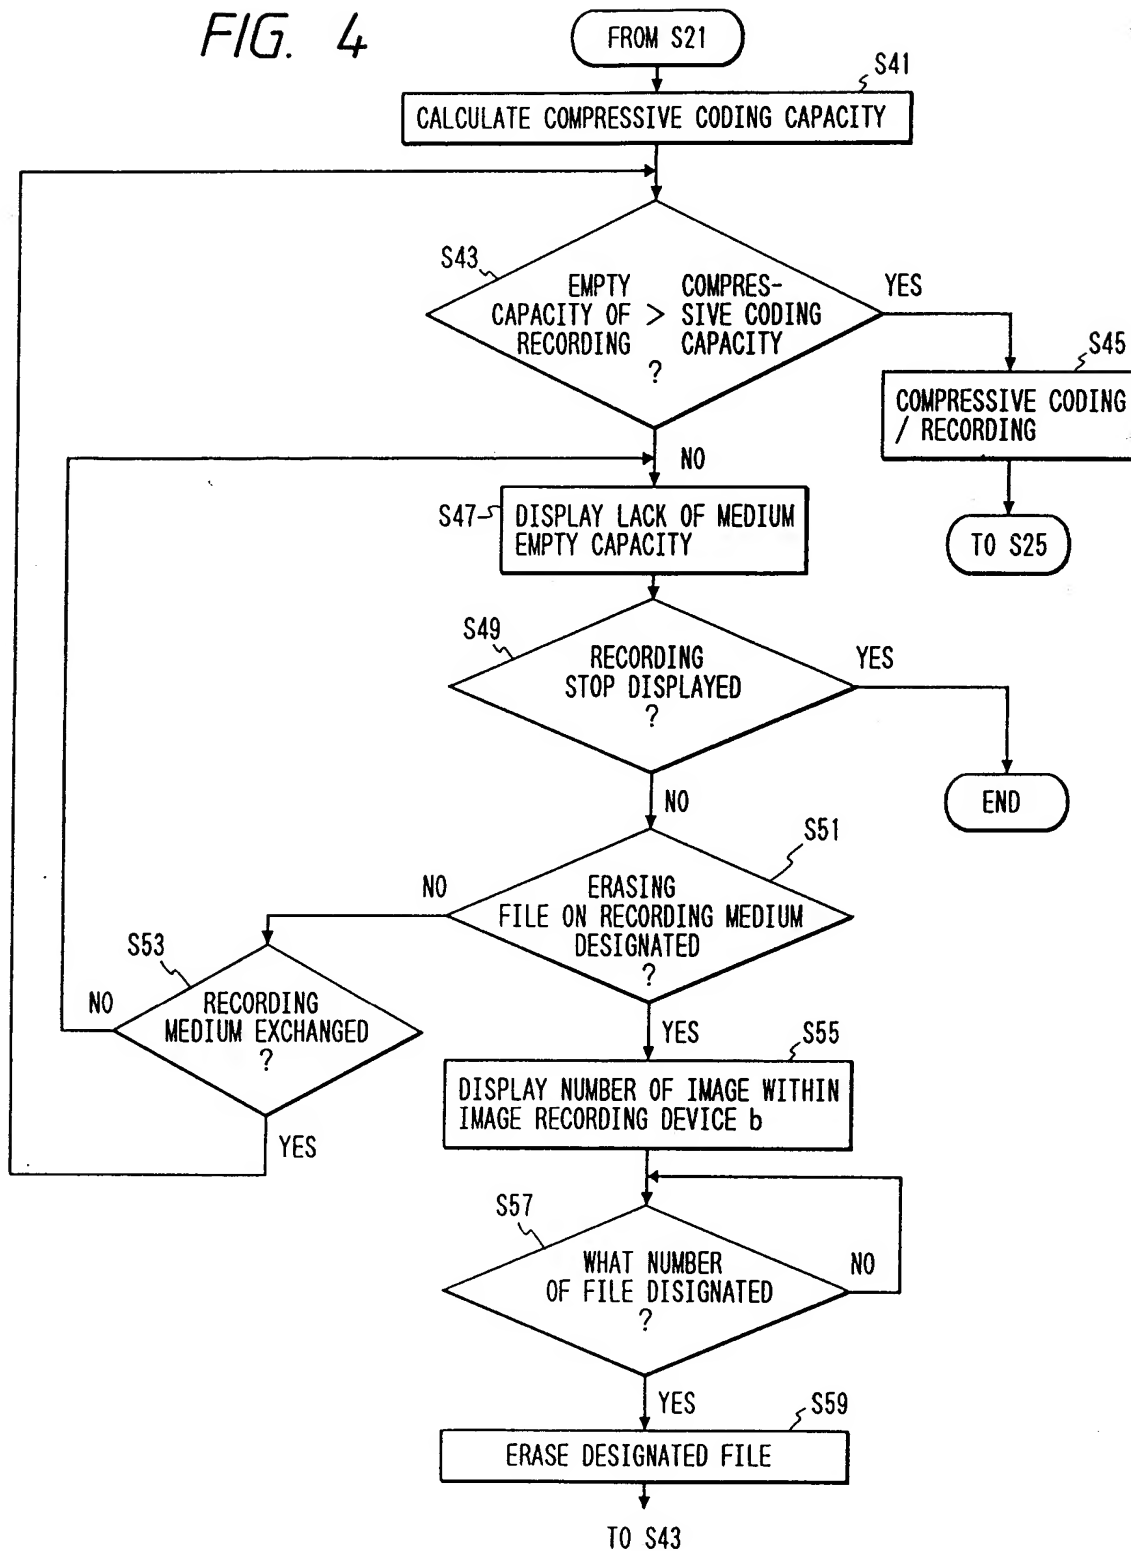 FIG. 4
FROM S21
S41
CALCULATE COMPRESSIVE CODING CAPACITY
S43
EMPTY COMPRES-
CAPACITY OF > SIVE CODING
RECORDING CAPACITY
?
YES
S45
COMPRESSIVE CODING
/ RECORDING
NO
TO S25
S47
DISPLAY LACK OF MEDIUM
EMPTY CAPACITY
S49
RECORDING
STOP DISPLAYED
?
YES
NO
END
S51
ERASING
FILE ON RECORDING MEDIUM
DESIGNATED
?
NO
S53
RECORDING
MEDIUM EXCHANGED
?
NO
YES
YES
S55
DISPLAY NUMBER OF IMAGE WITHIN
IMAGE RECORDING DEVICE b
S57
WHAT NUMBER
OF FILE DISIGNATED
?
NO
YES
S59
ERASE DESIGNATED FILE
TO S43